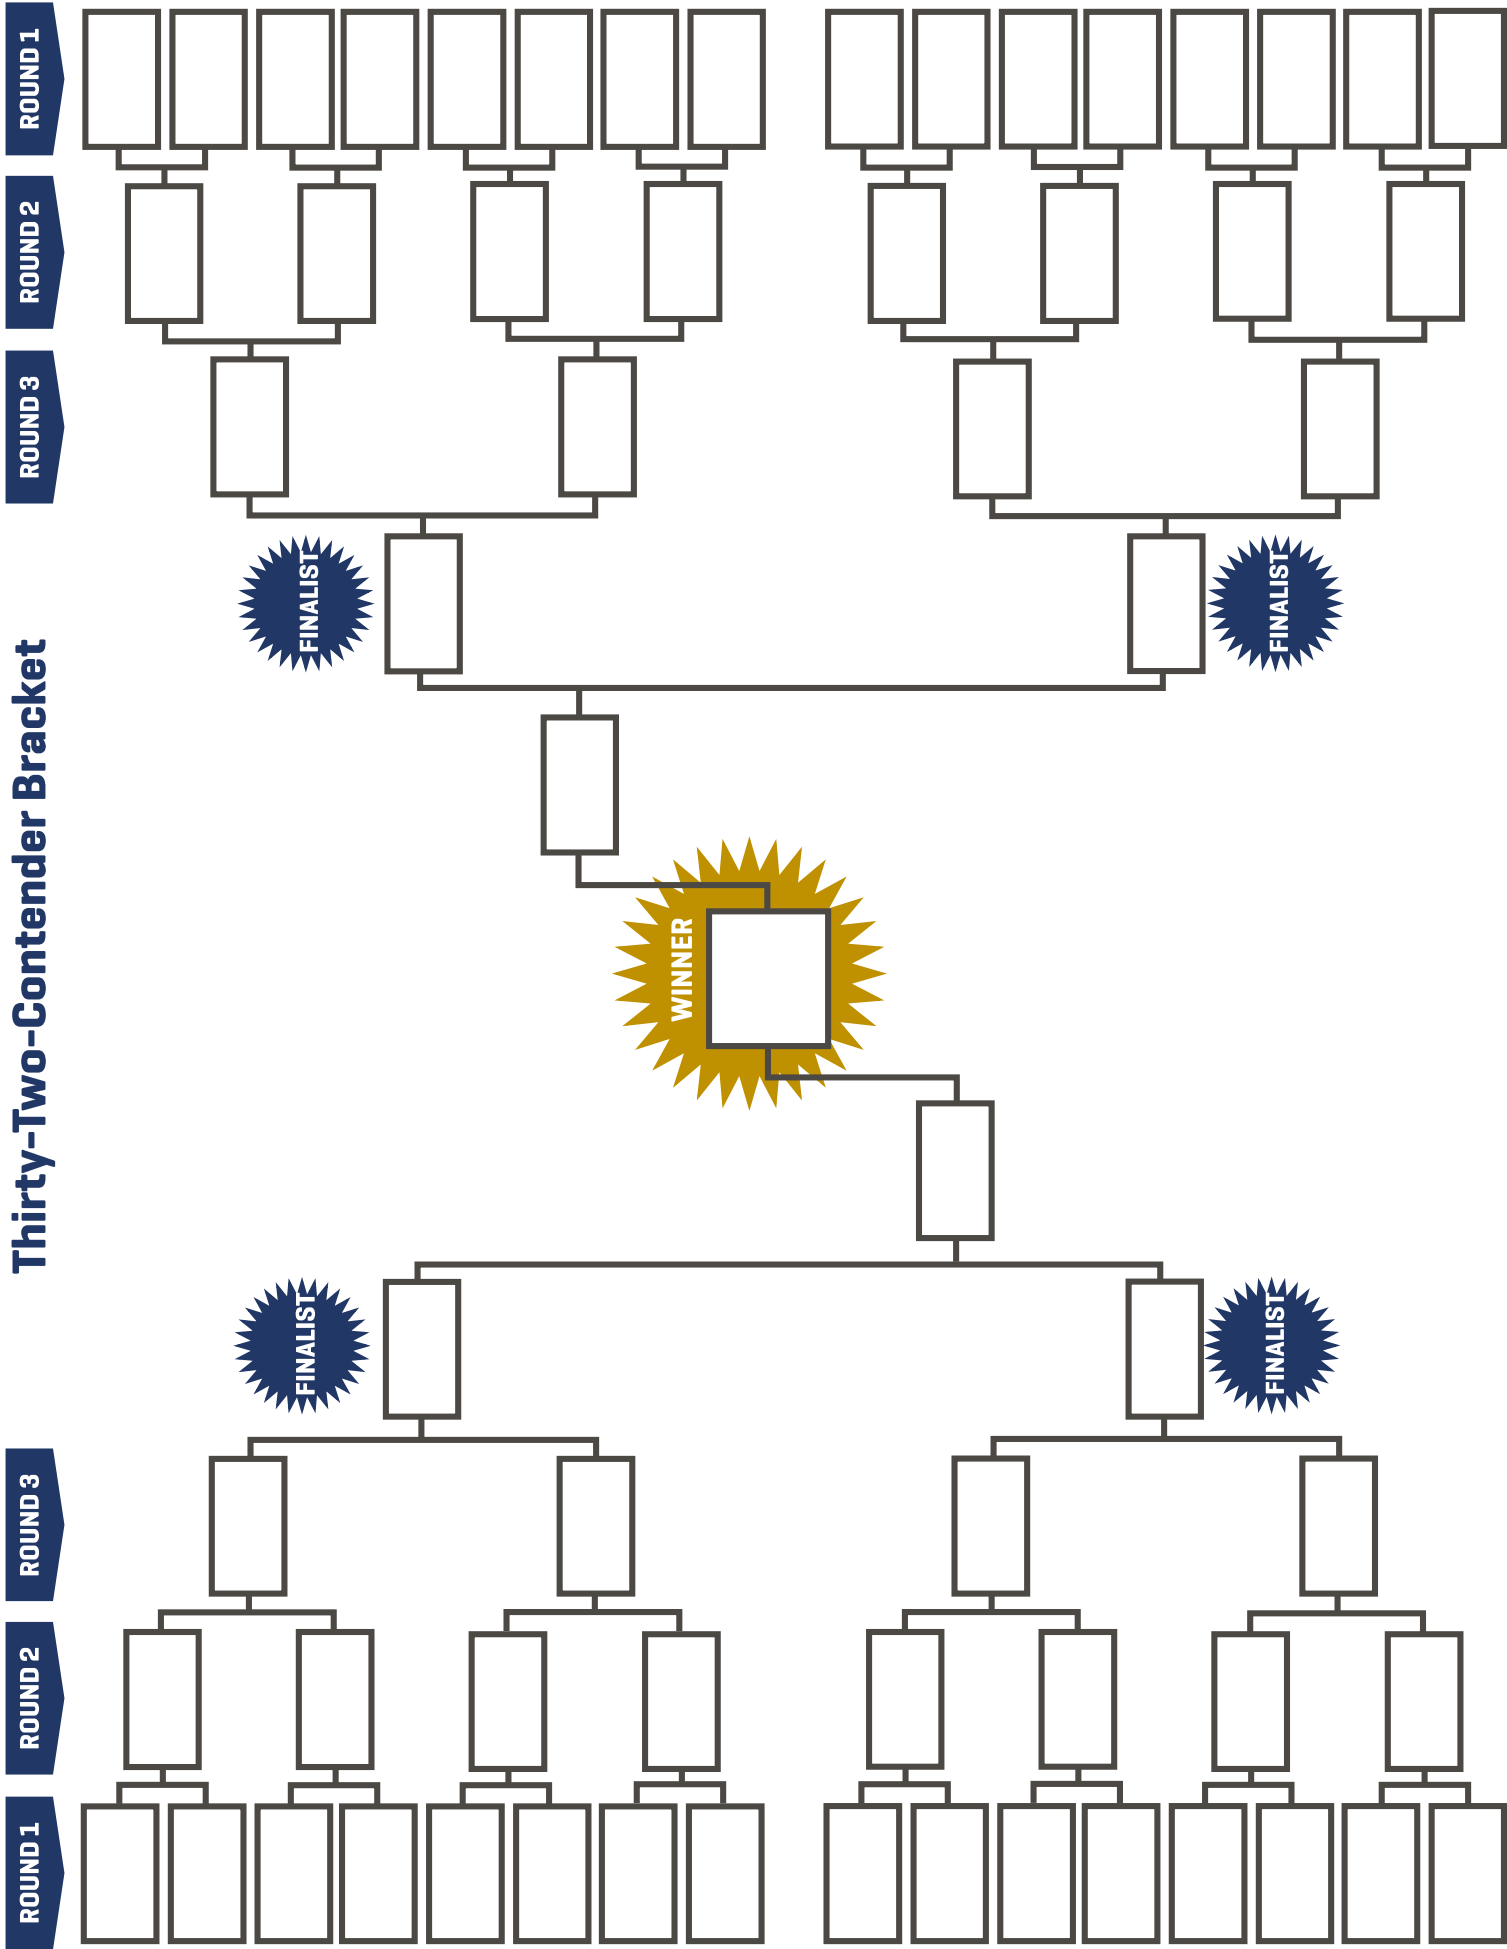 Thirty-Two-Contender Bracket
ROUND 1
ROUND 2
ROUND 3
FINALIST
FINALIST
WINNER
FINALIST
FINALIST
ROUND 3
ROUND 2
ROUND 1